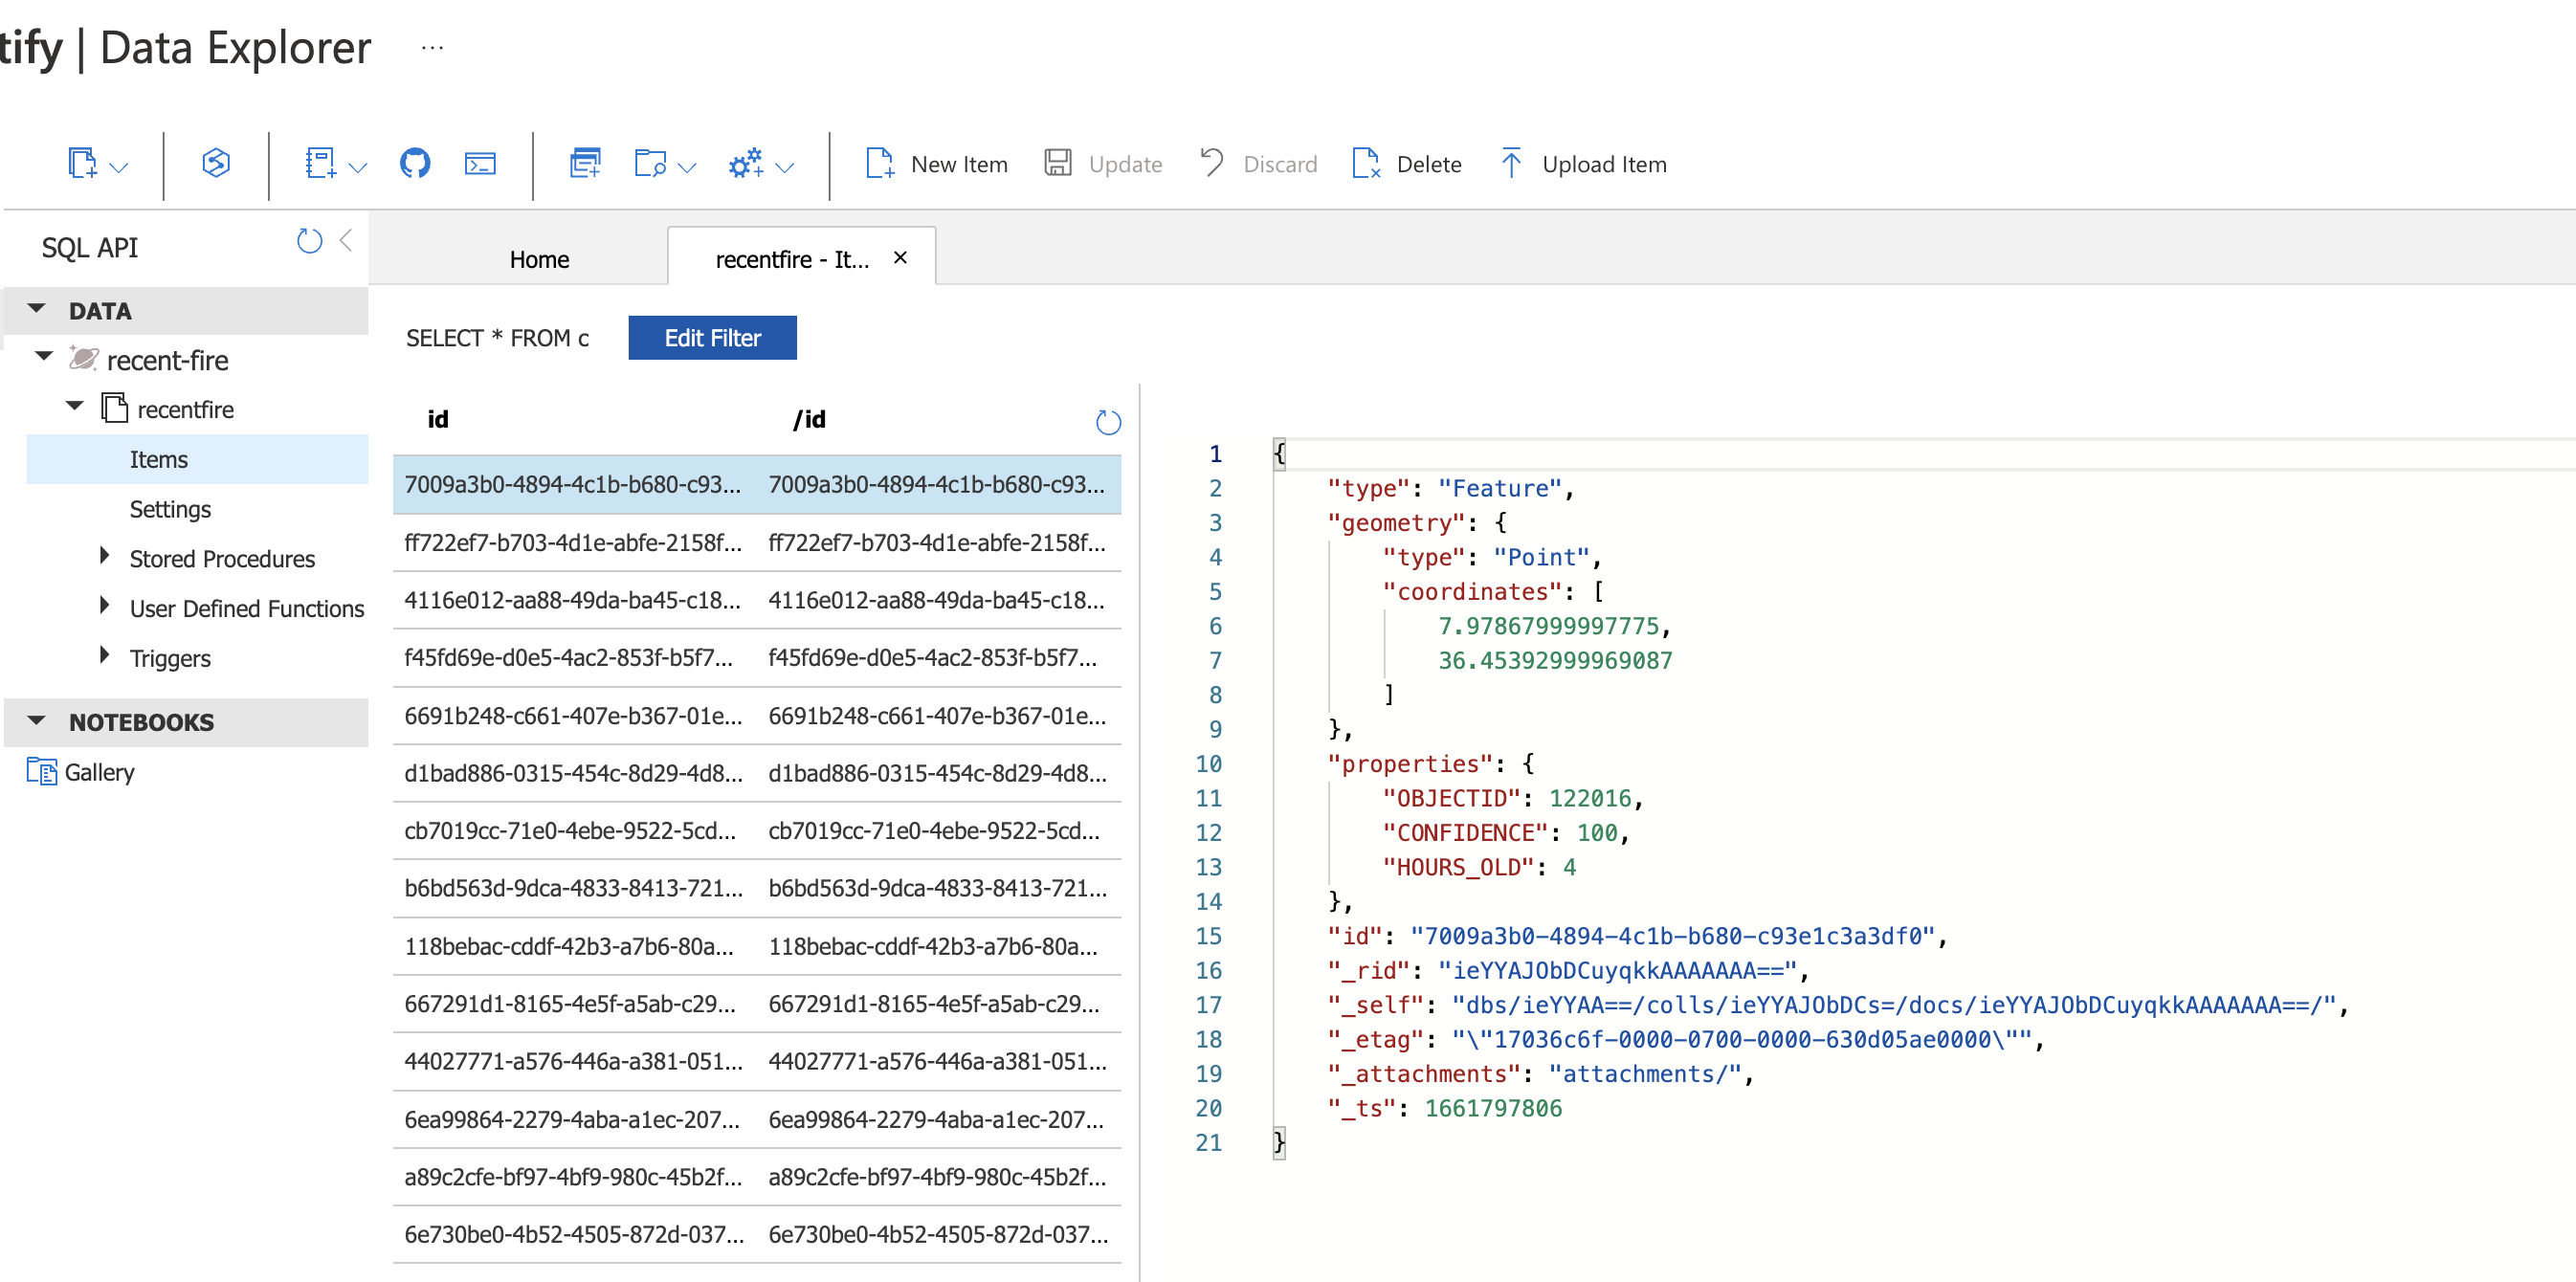 tify | Data Explorer ...
New Item Update Discard Delete Upload Item
SQL API
Home
recentfire - It...
DATA
recent-fire
recentfire
Items
Settings
Stored Procedures
User Defined Functions
Triggers
NOTEBOOKS
Gallery
SELECT * FROM c Edit Filter
id /id
7009a3b0-4894-4c1b-b680-c93... 7009a3b0-4894-4c1b-b680-c93...
ff722ef7-b703-4d1e-abfe-2158f... ff722ef7-b703-4d1e-abfe-2158f...
4116e012-aa88-49da-ba45-c18... 4116e012-aa88-49da-ba45-c18...
f45fd69e-d0e5-4ac2-853f-b5f7... f45fd69e-d0e5-4ac2-853f-b5f7...
6691b248-c661-407e-b367-01e... 6691b248-c661-407e-b367-01e...
d1bad886-0315-454c-8d29-4d8... d1bad886-0315-454c-8d29-4d8...
cb7019cc-71e0-4ebe-9522-5cd... cb7019cc-71e0-4ebe-9522-5cd...
b6bd563d-9dca-4833-8413-721... b6bd563d-9dca-4833-8413-721...
118bebac-cddf-42b3-a7b6-80a... 118bebac-cddf-42b3-a7b6-80a...
667291d1-8165-4e5f-a5ab-c29... 667291d1-8165-4e5f-a5ab-c29...
44027771-a576-446a-a381-051... 44027771-a576-446a-a381-051...
6ea99864-2279-4aba-a1ec-207... 6ea99864-2279-4aba-a1ec-207...
a89c2cfe-bf97-4bf9-980c-45b2f... a89c2cfe-bf97-4bf9-980c-45b2f...
6e730be0-4b52-4505-872d-037... 6e730be0-4b52-4505-872d-037...
1 {
2 "type": "Feature",
3 "geometry": {
4 "type": "Point",
5 "coordinates": [
6 7.97867999997775,
7 36.45392999969087
8 ]
9 },
10 "properties": {
11 "OBJECTID": 122016,
12 "CONFIDENCE": 100,
13 "HOURS_OLD": 4
14 },
15 "id": "7009a3b0-4894-4c1b-b680-c93e1c3a3df0",
16 "_rid": "ieYYAJObDCuyqkkAAAAAAA==",
17 "_self": "dbs/ieYYAA==/colls/ieYYAJObDCs=/docs/ieYYAJObDCuyqkkAAAAAAA==/",
18 "_etag": "\"17036c6f-0000-0700-0000-630d05ae0000\"",
19 "_attachments": "attachments/",
20 "_ts": 1661797806
21 }